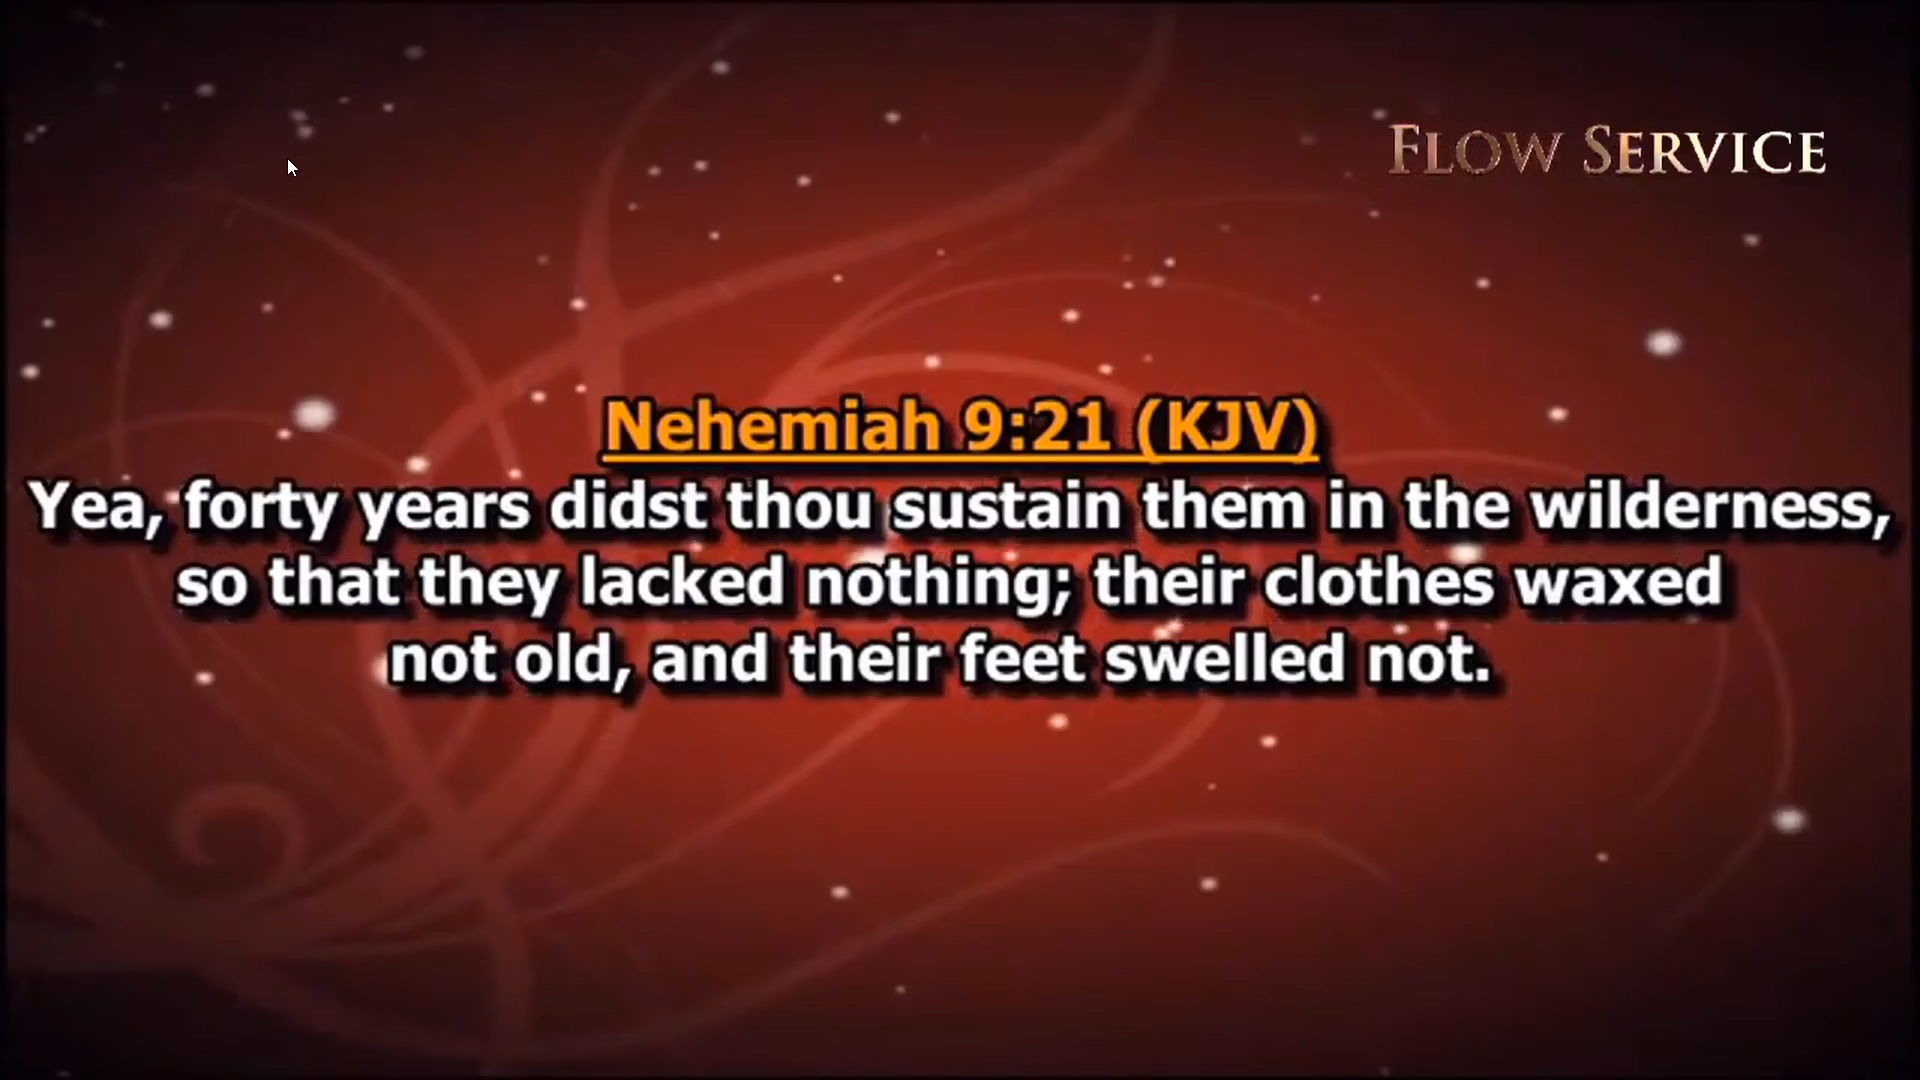 FLOW SERVICE
Nehemiah 9:21 (KJV)
Yea, forty years didst thou sustain them in the wilderness,
so that they lacked nothing; their clothes waxed
not old, and their feet swelled not.